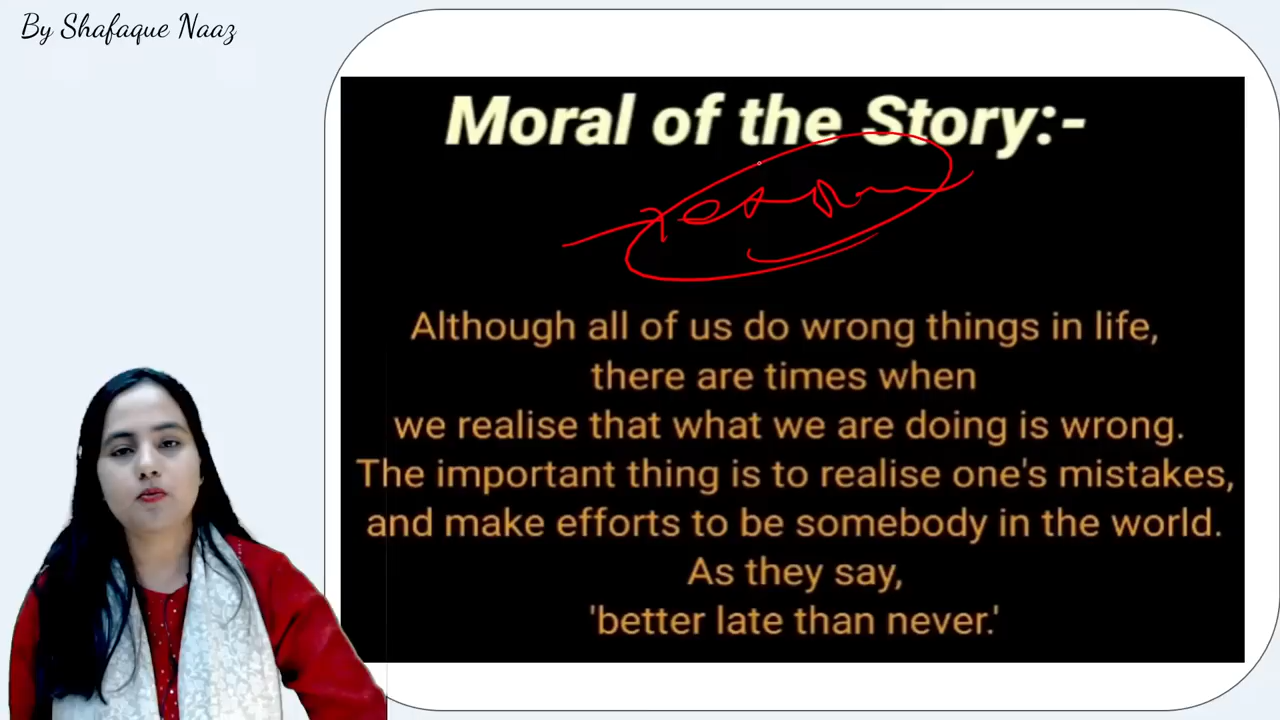 By Shafaque Naaz
Moral of the Story:-
Although all of us do wrong things in life,
there are times when
we realise that what we are doing is wrong.
The important thing is to realise one's mistakes,
and make efforts to be somebody in the world.
As they say,
'better late than never.'